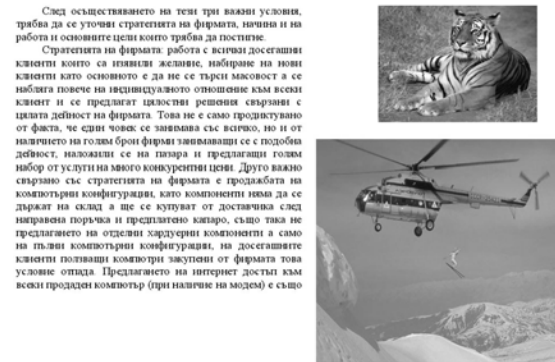 След осъществяването на тези три важни условия,
трябва да се уточни стратегията на фирмата, начина и на
работа и основните цели които трябва да постигне.
Стратегията на фирмата: работа с всички досегашни
клиенти които са изявили желание, набиране на нови
клиенти като основното е да не се търси масовост а се
набляга повече на индивидуалното отношение към всеки
клиент и се предлагат цялостни решения свързани с
цялата дейност на фирмата. Това не е само продиктувано
от факта, че един човек се занимава със всичко, но и от
наличието на голям брои фирми занимаващи се с подобна
дейност, наложили се на пазара и предлагащи голям
набор от услуги на много конкурентни цени. Друго важно
свързано със стратегията на фирмата е продажбата на
компютърни конфигурации, като компоненти няма да се
държат на склад а ще се купуват от доставчика след
направена поръчка и предплатено капаро, също така не
предлагането на отделни хардуерни компоненти а само
на пълни компютърни конфигурации, на досегашните
клиенти ползващи компютри закупени от фирмата това
условие отпада. Предлагането на интернет достъп към
всеки продаден компютър (при наличие на модем) е също